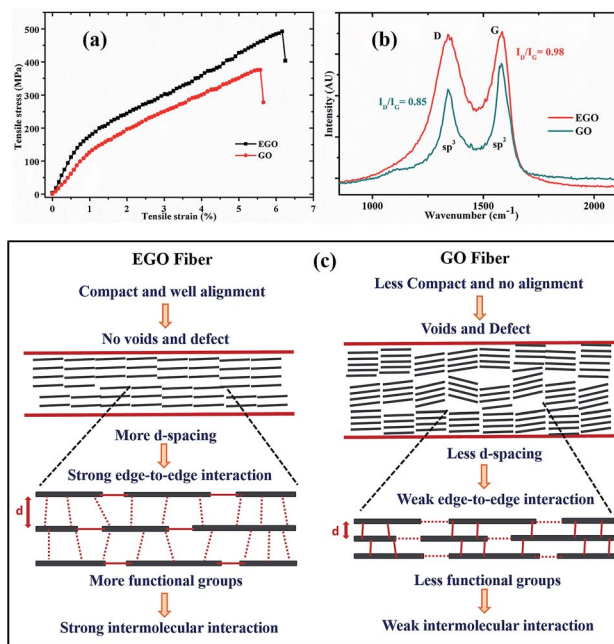 (a)
500
400
300
200
100
0
Tensile stress (MPa)
EGO
GO
0
1
2
3
4
5
6
7
Tensile strain (%)
(b)
D
G
I_D/I_G = 0.98
I_D/I_G = 0.85
sp³
sp²
EGO
GO
Intensity (AU)
1000
1500
2000
Wavenumber (cm⁻¹)
(c)
EGO Fiber
Compact and well alignment
No voids and defect
More d-spacing
Strong edge-to-edge interaction
d
More functional groups
Strong intermolecular interaction
GO Fiber
Less Compact and no alignment
Voids and Defect
Less d-spacing
Weak edge-to-edge interaction
d
Less functional groups
Weak intermolecular interaction